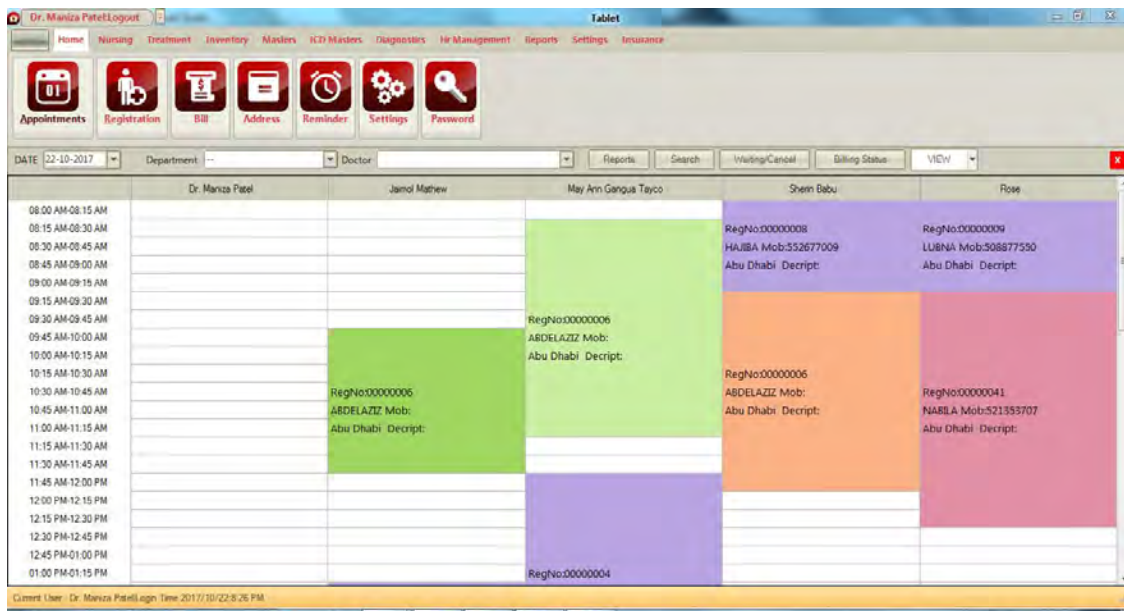 Dr. Maniza Patel:Logout
Tablet
Home Nursing Treatment Inventory Masters ICD Masters Diagnostics Hr Management Reports Settings Insurance
01
Appointments Registration Bill Address Reminder Settings Password
DATE 22-10-2017 Department -- Doctor Reports Search Waiting/Cancel Billing Status VIEW
Dr. Maniza Patel Jaimol Mathew May Ann Gangua Tayco Sherin Babu Rose
08:00 AM-08:15 AM
08:15 AM-08:30 AM RegNo:00000008 RegNo:00000009
08:30 AM-08:45 AM HAJIBA Mob:552677009 LUBNA Mob:508877550
08:45 AM-09:00 AM Abu Dhabi Decript: Abu Dhabi Decript:
09:00 AM-09:15 AM
09:15 AM-09:30 AM
09:30 AM-09:45 AM RegNo:00000006
09:45 AM-10:00 AM ABDELAZIZ Mob:
10:00 AM-10:15 AM Abu Dhabi Decript:
10:15 AM-10:30 AM RegNo:00000006
10:30 AM-10:45 AM RegNo:00000006 ABDELAZIZ Mob: RegNo:00000041
10:45 AM-11:00 AM ABDELAZIZ Mob: Abu Dhabi Decript: NABILA Mob:521353707
11:00 AM-11:15 AM Abu Dhabi Decript: Abu Dhabi Decript:
11:15 AM-11:30 AM
11:30 AM-11:45 AM
11:45 AM-12:00 PM
12:00 PM-12:15 PM
12:15 PM-12:30 PM
12:30 PM-12:45 PM
12:45 PM-01:00 PM
01:00 PM-01:15 PM RegNo:00000004
Current User : Dr. Maniza Patel|Login Time 2017/10/22:8:26 PM